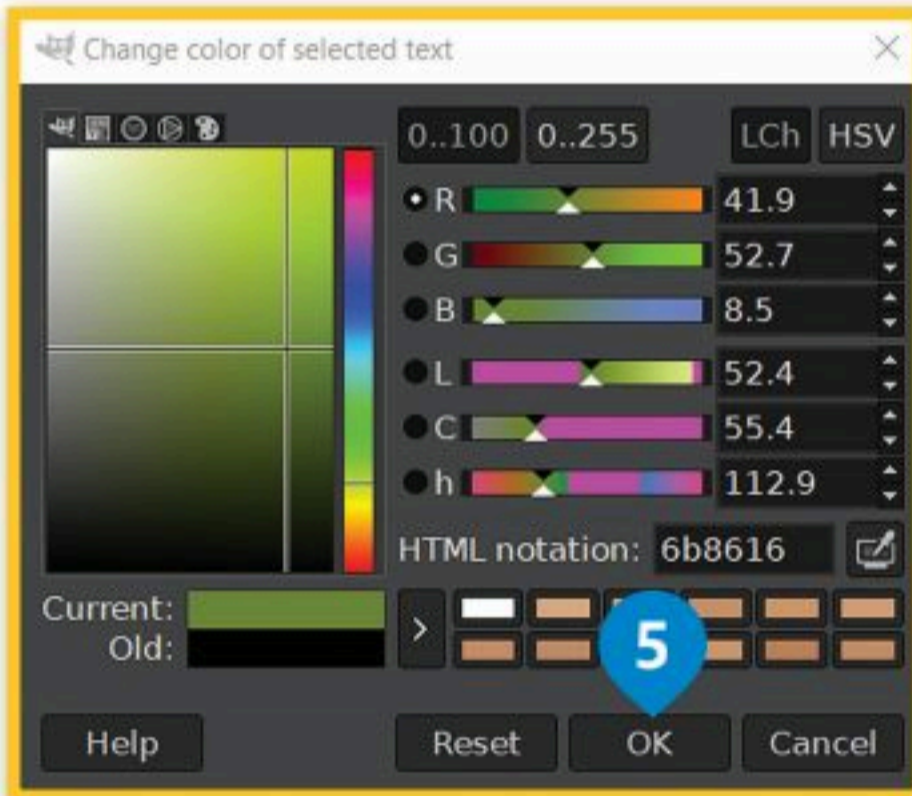 Change color of selected text
0..100 0..255 LCh HSV
R 41.9
G 52.7
B 8.5
L 52.4
C 55.4
h 112.9
HTML notation: 6b8616
Current:
Old:
>
5
Help Reset OK Cancel